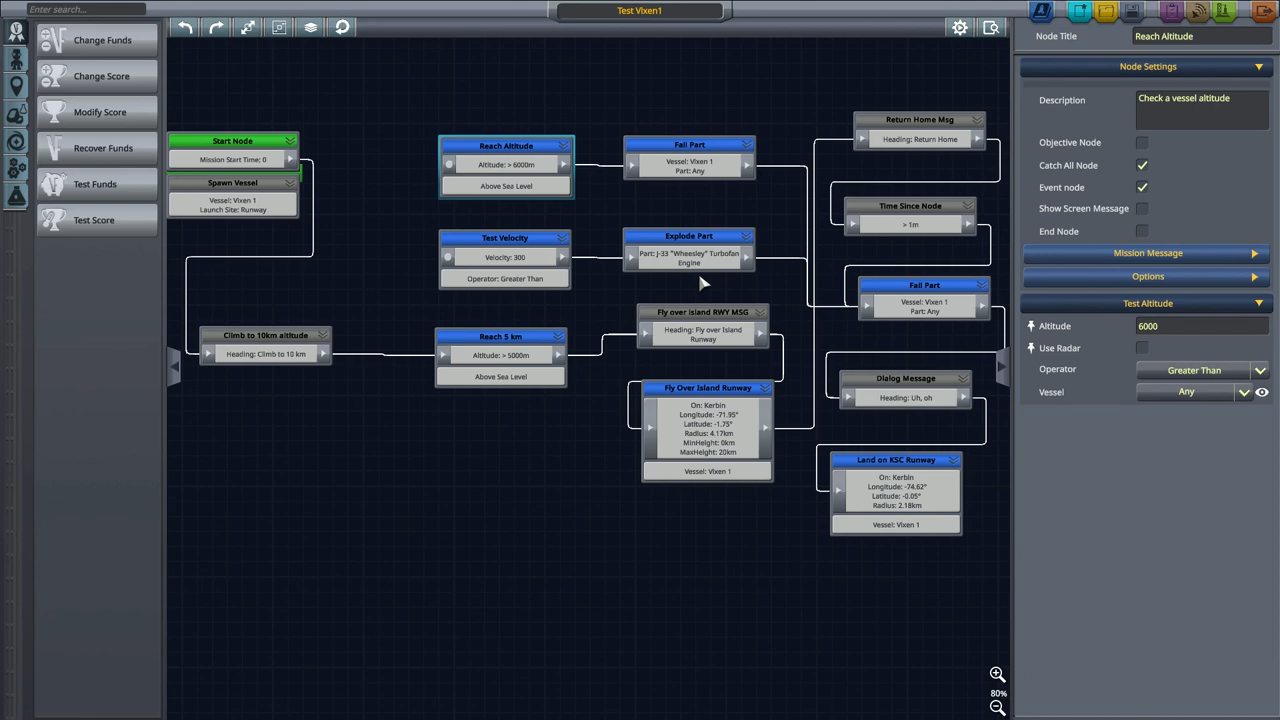 Enter search...
Test Vixen1
Change Funds
Change Score
Modify Score
Recover Funds
Test Funds
Test Score
Start Node
Mission Start Time: 0
Spawn Vessel
Vessel: Vixen 1
Launch Site: Runway
Climb to 10km altitude
Heading: Climb to 10 km
Reach Altitude
Altitude: > 6000m
Above Sea Level
Test Velocity
Velocity: 300
Operator: Greater Than
Reach 5 km
Altitude: > 5000m
Above Sea Level
Fail Part
Vessel: Vixen 1
Part: Any
Explode Part
Part: J-33 "Wheesley" Turbofan
Engine
Fly over island RWY MSG
Heading: Fly over Island
Runway
Fly Over Island Runway
On: Kerbin
Longitude: -71.95°
Latitude: -1.75°
Radius: 4.17km
MinHeight: 0km
MaxHeight: 20km
Vessel: Vixen 1
Return Home Msg
Heading: Return Home
Time Since Node
> 1m
Fail Part
Vessel: Vixen 1
Part: Any
Dialog Message
Heading: Uh, oh
Land on KSC Runway
On: Kerbin
Longitude: -74.62°
Latitude: -0.05°
Radius: 2.18km
Vessel: Vixen 1
80%
Node Title
Reach Altitude
Node Settings
Description
Check a vessel altitude
Objective Node
Catch All Node
Event node
Show Screen Message
End Node
Mission Message
Options
Test Altitude
Altitude
6000
Use Radar
Operator
Greater Than
Vessel
Any